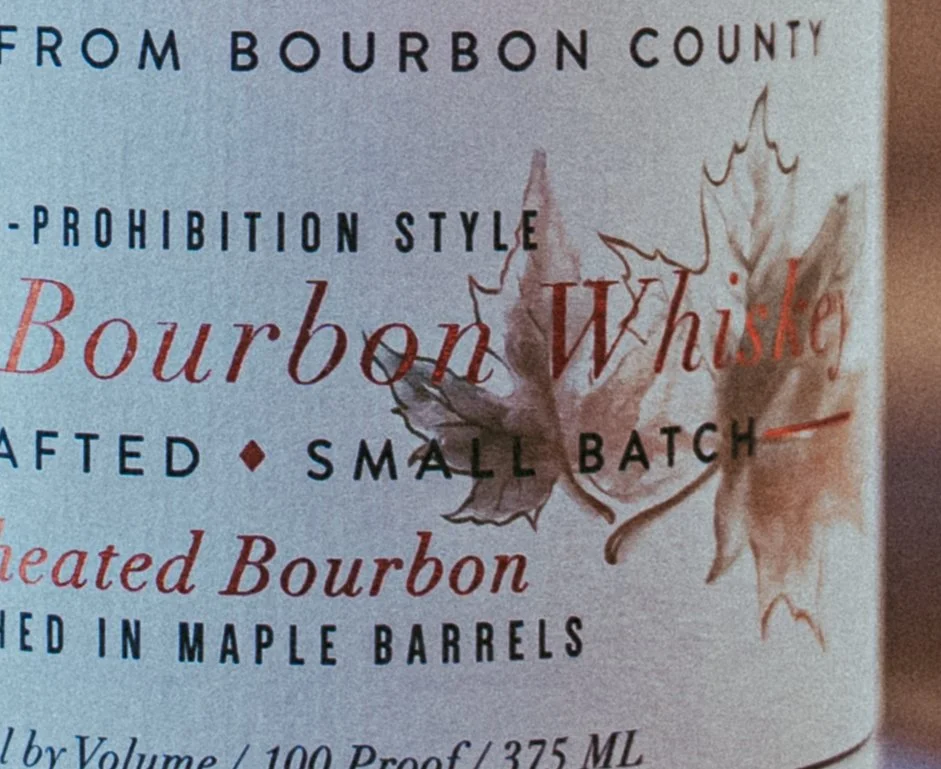 FROM BOURBON COUNTY
-PROHIBITION STYLE
Bourbon Whiskey
AFTED ♦ SMALL BATCH
heated Bourbon
HED IN MAPLE BARRELS
l by Volume / 100 Proof / 375 ML